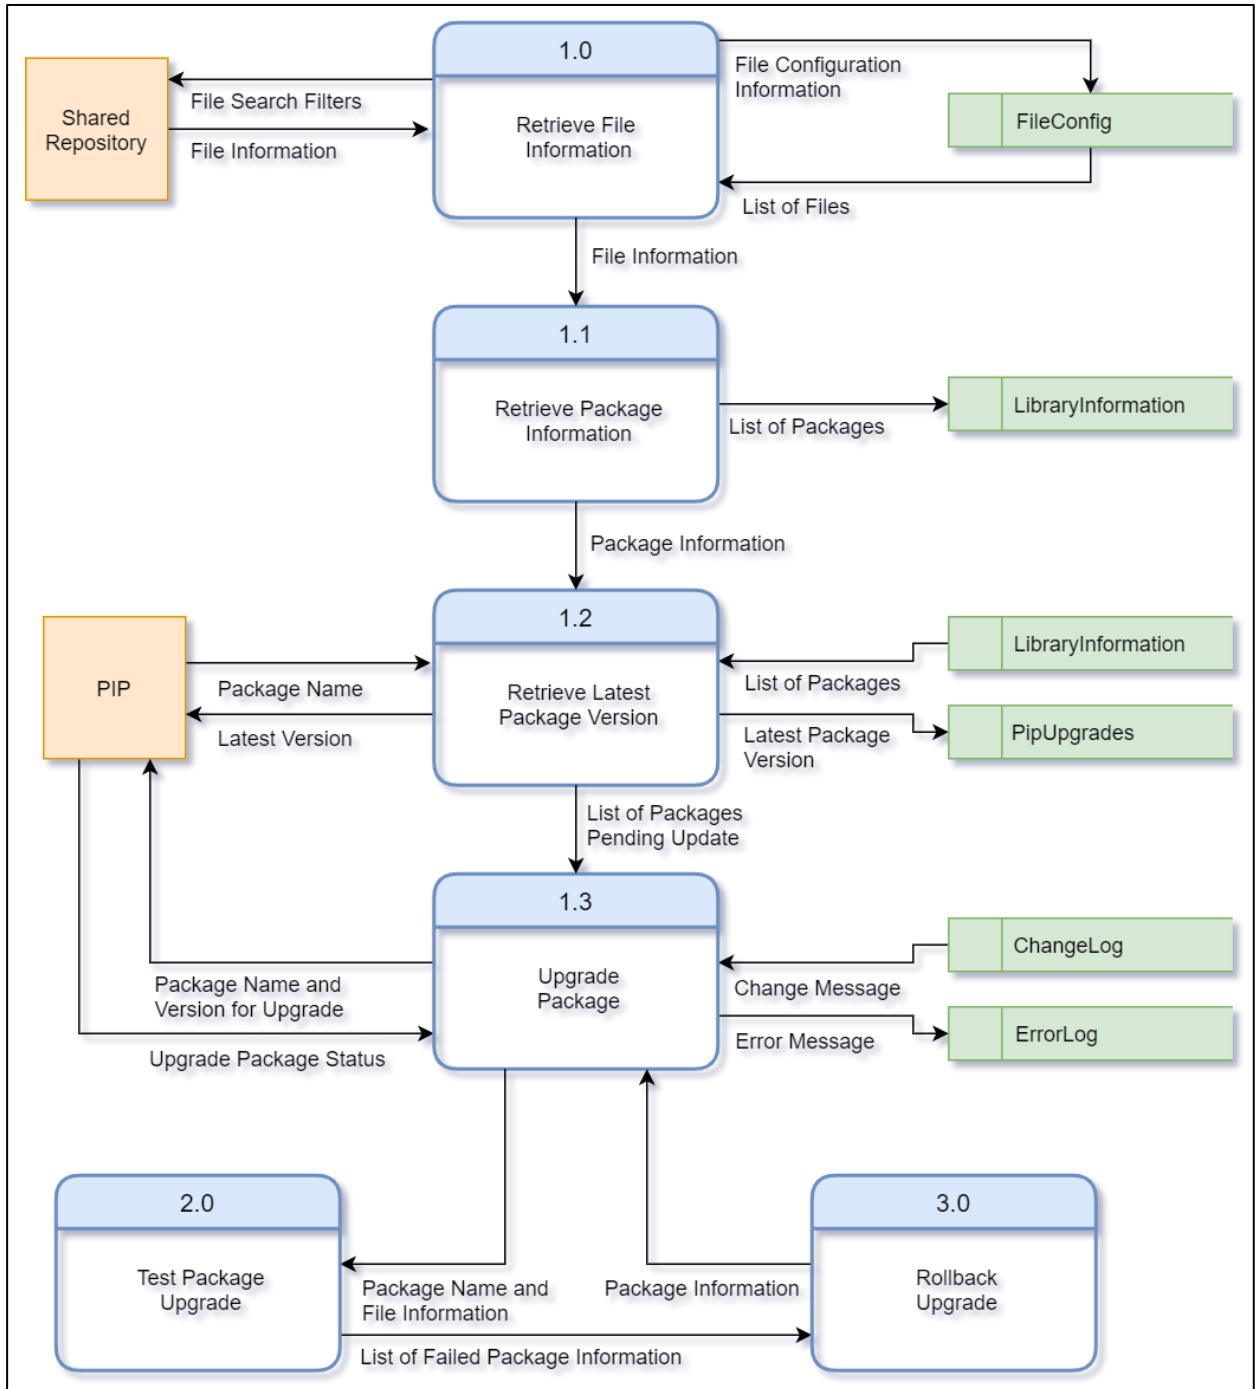 1.0
Retrieve File
Information
Shared
Repository
File Search Filters
File Information
File Configuration
Information
FileConfig
List of Files
File Information
1.1
Retrieve Package
Information
List of Packages
LibraryInformation
Package Information
1.2
Retrieve Latest
Package Version
PIP
Package Name
Latest Version
LibraryInformation
List of Packages
Latest Package
Version
PipUpgrades
List of Packages
Pending Update
1.3
Upgrade
Package
Package Name and
Version for Upgrade
Upgrade Package Status
ChangeLog
Change Message
Error Message
ErrorLog
2.0
Test Package
Upgrade
Package Name and
File Information
Package Information
3.0
Rollback
Upgrade
List of Failed Package Information